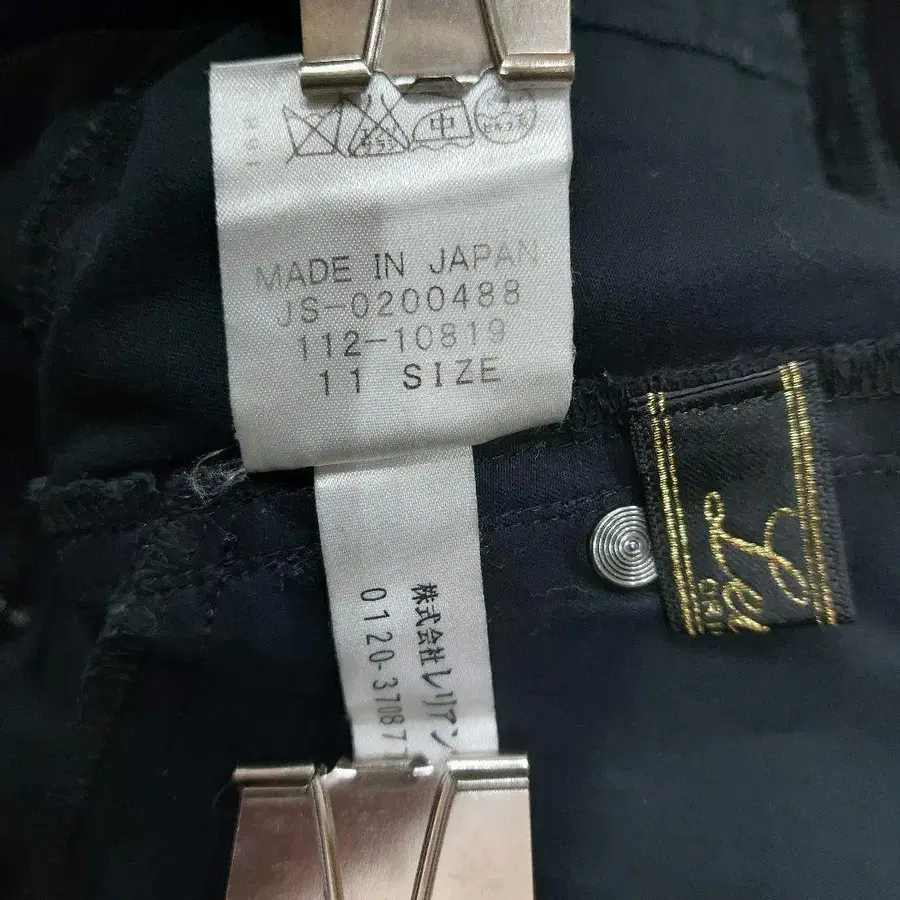 中
MADE IN JAPAN
JS-0200488
112-10819
11 SIZE
株式会社レリアン
0120-37087